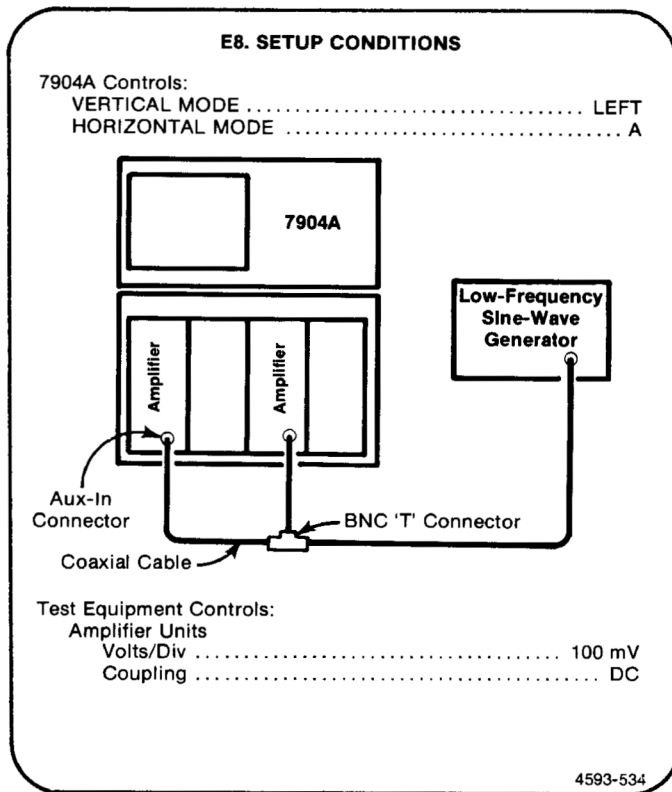 E8. SETUP CONDITIONS
7904A Controls:
VERTICAL MODE ........................................ LEFT
HORIZONTAL MODE .................................... A
7904A
Low-Frequency
Sine-Wave
Generator
Amplifier
Amplifier
Aux-In
Connector
BNC 'T' Connector
Coaxial Cable
Test Equipment Controls:
Amplifier Units
Volts/Div ....................................... 100 mV
Coupling ........................................... DC
4593-534